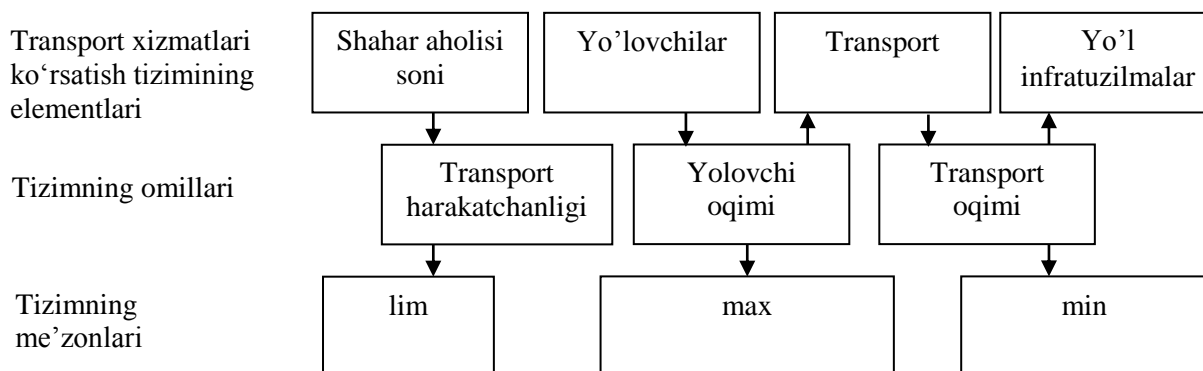 Transport xizmatlari
ko‘rsatish tizimining
elementlari
Shahar aholisi
soni
Yo’lovchilar
Transport
Yo’l
infratuzilmalar
Tizimning omillari
Transport
harakatchanligi
Yolovchi
oqimi
Transport
oqimi
Tizimning
me’zonlari
lim
max
min